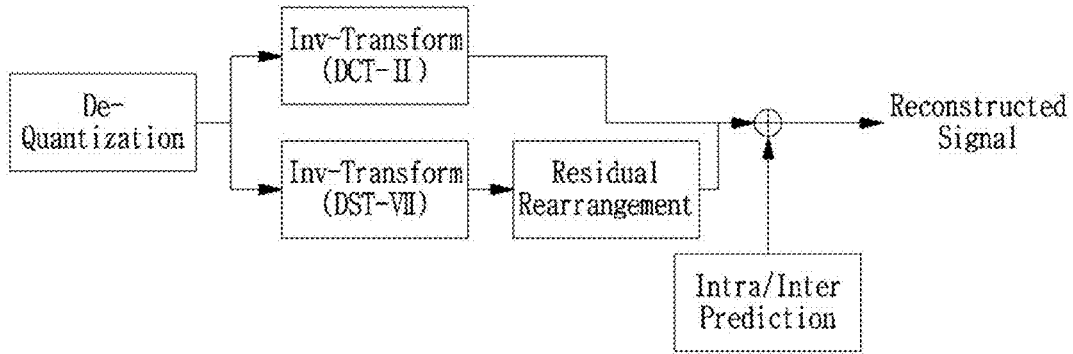 De-
Quantization
Inv-Transform
(DCT-Ⅱ)
Inv-Transform
(DST-Ⅶ)
Residual
Rearrangement
Reconstructed
Signal
Intra/Inter
Prediction